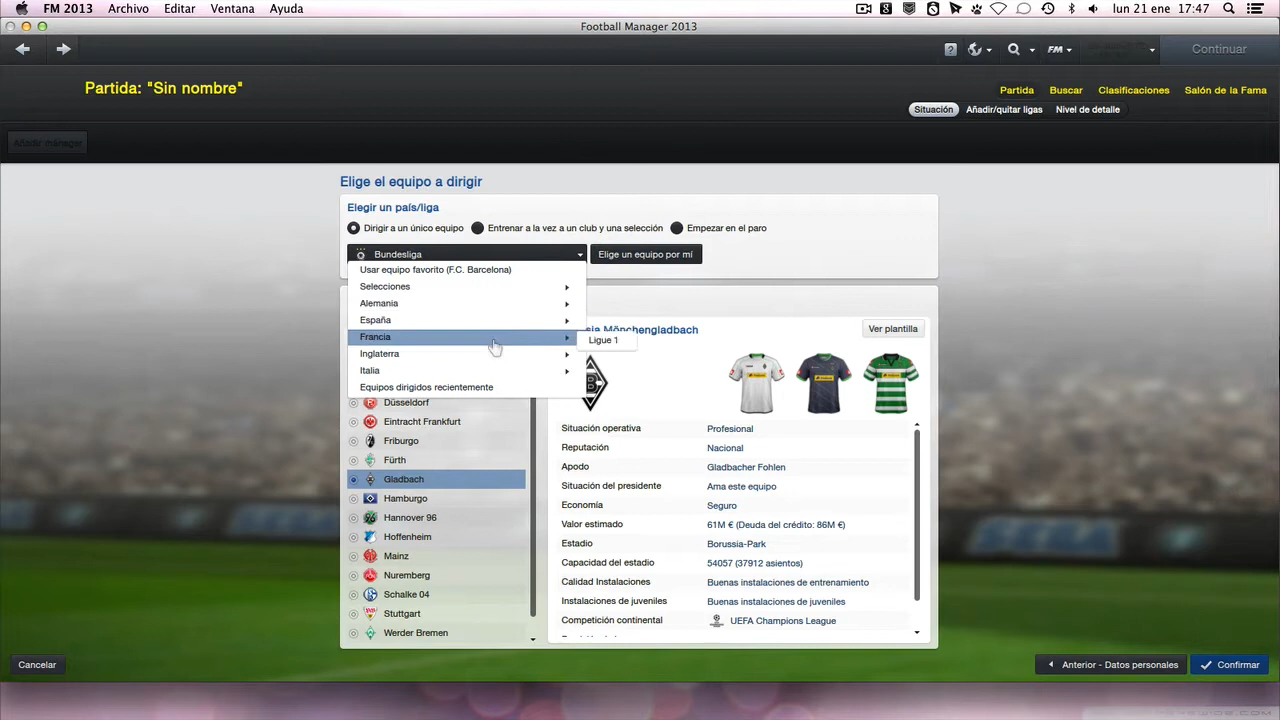 FM 2013 Archivo Editar Ventana Ayuda lun 21 ene 17:47
Football Manager 2013
? FM Continuar
Partida: "Sin nombre"
Partida Buscar Clasificaciones Salón de la Fama
Situación Añadir/quitar ligas Nivel de detalle
Añadir mánager
Elige el equipo a dirigir
Elegir un país/liga
Dirigir a un único equipo Entrenar a la vez a un club y una selección Empezar en el paro
Bundesliga Elige un equipo por mí
Usar equipo favorito (F.C. Barcelona)
Selecciones
Alemania
España
Francia
Ligue 1
Inglaterra
Italia
Equipos dirigidos recientemente
Düsseldorf
Eintracht Frankfurt
Friburgo
Fürth
Gladbach
Hamburgo
Hannover 96
Hoffenheim
Mainz
Nuremberg
Schalke 04
Stuttgart
Werder Bremen
sia Mönchengladbach
Ver plantilla
Situación operativa Profesional
Reputación Nacional
Apodo Gladbacher Fohlen
Situación del presidente Ama este equipo
Economía Seguro
Valor estimado 61M € (Deuda del crédito: 86M €)
Estadio Borussia-Park
Capacidad del estadio 54057 (37912 asientos)
Calidad Instalaciones Buenas instalaciones de entrenamiento
Instalaciones de juveniles Buenas instalaciones de juveniles
Competición continental UEFA Champions League
Cancelar Anterior - Datos personales Confirmar